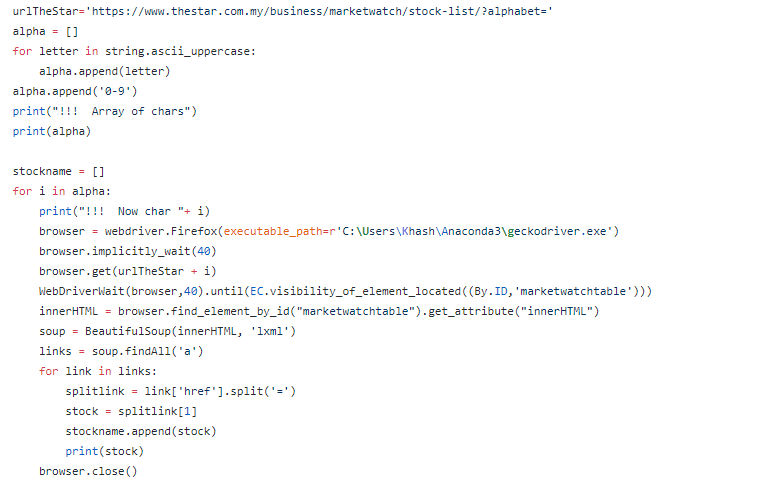 urlTheStar='https://www.thestar.com.my/business/marketwatch/stock-list/?alphabet='
alpha = []
for letter in string.ascii_uppercase:
    alpha.append(letter)
alpha.append('0-9')
print("!!!  Array of chars")
print(alpha)

stockname = []
for i in alpha:
    print("!!!  Now char "+ i)
    browser = webdriver.Firefox(executable_path=r'C:\Users\Khash\Anaconda3\geckodriver.exe')
    browser.implicitly_wait(40)
    browser.get(urlTheStar + i)
    WebDriverWait(browser,40).until(EC.visibility_of_element_located((By.ID,'marketwatchtable')))
    innerHTML = browser.find_element_by_id("marketwatchtable").get_attribute("innerHTML")
    soup = BeautifulSoup(innerHTML, 'lxml')
    links = soup.findAll('a')
    for link in links:
        splitlink = link['href'].split('=')
        stock = splitlink[1]
        stockname.append(stock)
        print(stock)
    browser.close()